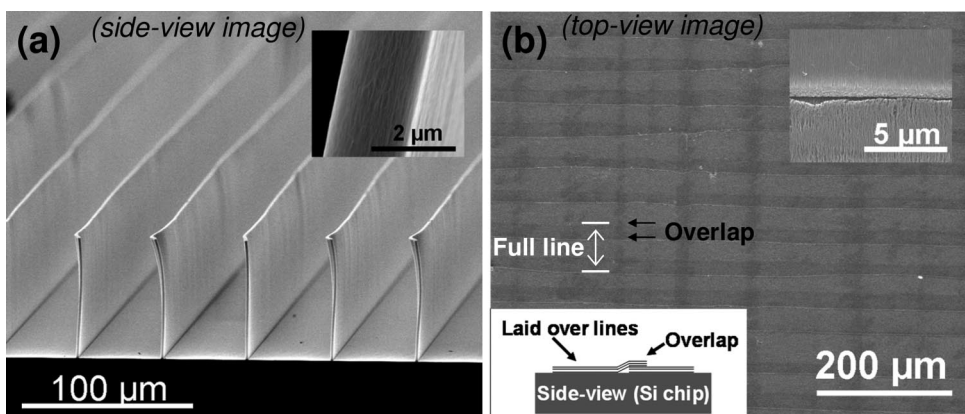 (a)
(side-view image)
2 µm
100 µm
(b)
(top-view image)
5 µm
Overlap
Full line
Laid over lines
Overlap
Side-view (Si chip)
200 µm